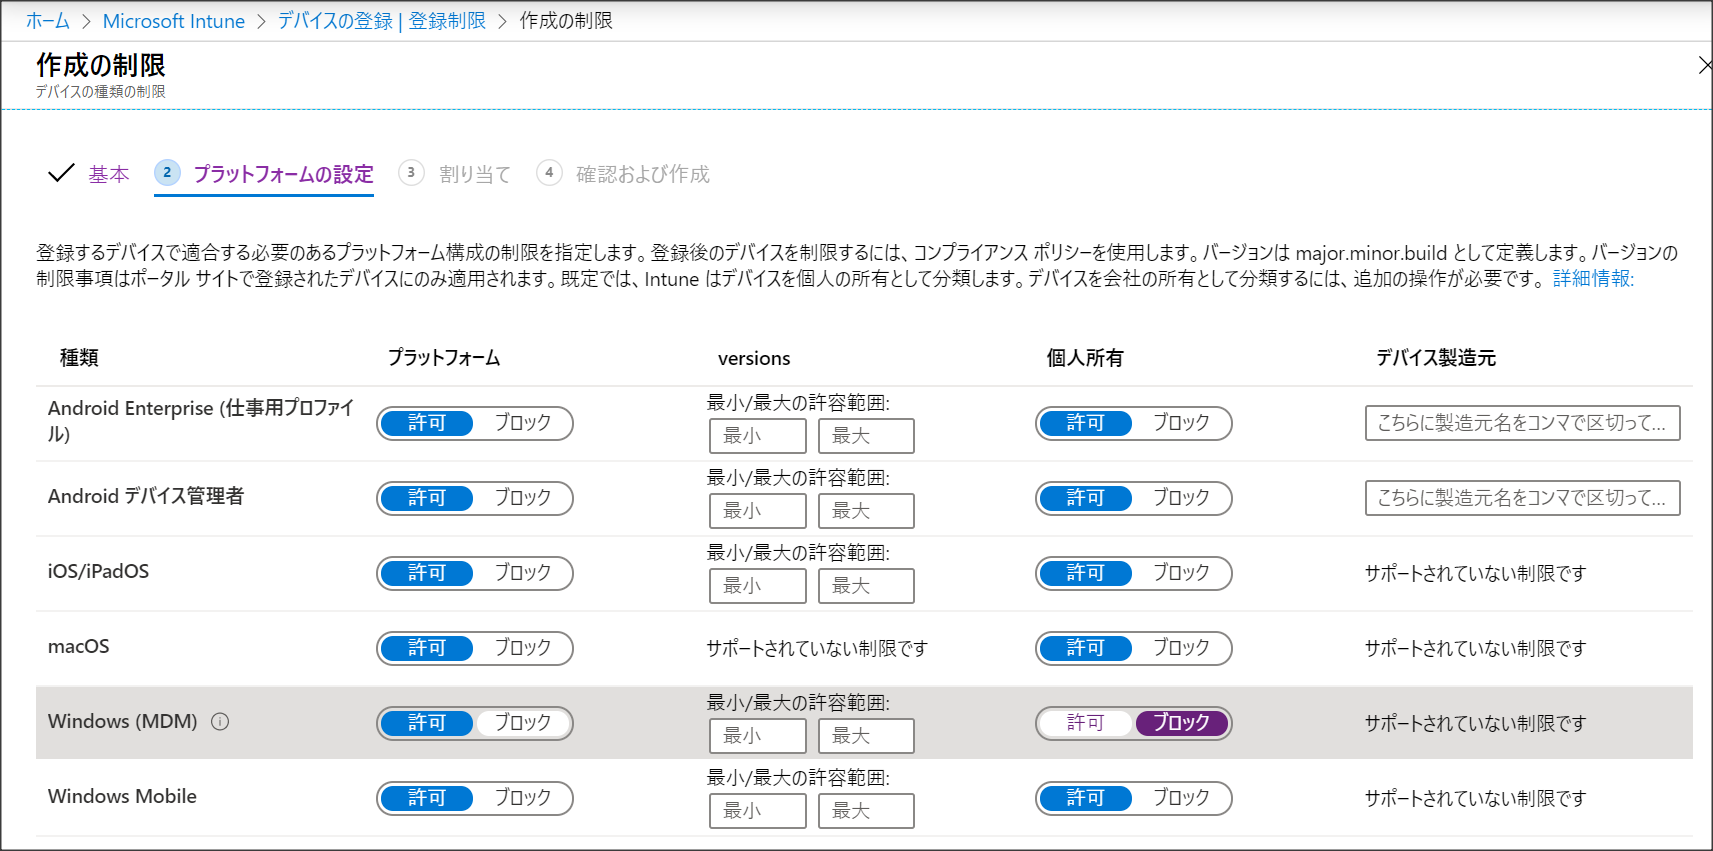 ホーム > Microsoft Intune > デバイスの登録 | 登録制限 > 作成の制限
作成の制限
デバイスの種類の制限
基本 2 プラットフォームの設定 3 割り当て 4 確認および作成
登録するデバイスで適合する必要のあるプラットフォーム構成の制限を指定します。登録後のデバイスを制限するには、コンプライアンス ポリシーを使用します。バージョンは major.minor.build として定義します。バージョンの
制限事項はポータル サイトで登録されたデバイスにのみ適用されます。既定では、Intune はデバイスを個人の所有として分類します。デバイスを会社の所有として分類するには、追加の操作が必要です。 詳細情報:
種類 プラットフォーム versions 個人所有 デバイス製造元
Android Enterprise (仕事用プロファイ
ル)
許可 ブロック
最小/最大の許容範囲:
最小 最大
許可 ブロック
こちらに製造元名をコンマで区切って...
Android デバイス管理者
許可 ブロック
最小/最大の許容範囲:
最小 最大
許可 ブロック
こちらに製造元名をコンマで区切って...
iOS/iPadOS
許可 ブロック
最小/最大の許容範囲:
最小 最大
許可 ブロック
サポートされていない制限です
macOS
許可 ブロック
サポートされていない制限です
許可 ブロック
サポートされていない制限です
Windows (MDM)
許可 ブロック
最小/最大の許容範囲:
最小 最大
許可 ブロック
サポートされていない制限です
Windows Mobile
許可 ブロック
最小/最大の許容範囲:
最小 最大
許可 ブロック
サポートされていない制限です